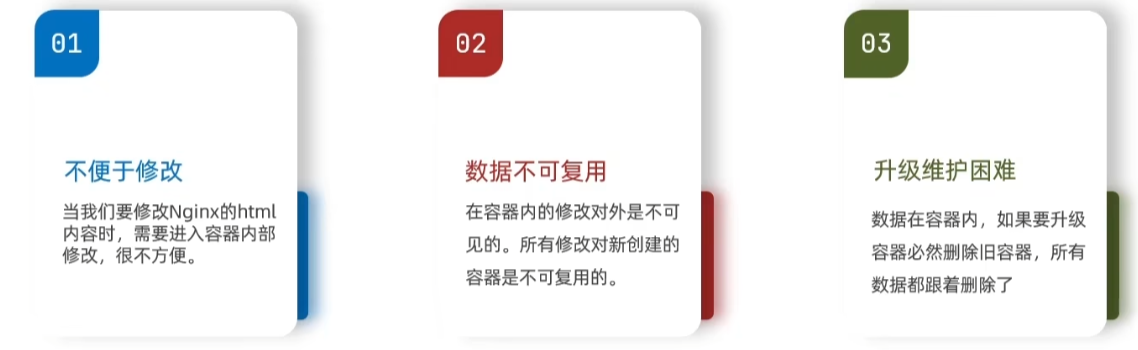 01
不便于修改
当我们要修改Nginx的html
内容时，需要进入容器内部
修改，很不方便。
02
数据不可复用
在容器内的修改对外是不可
见的。所有修改对新创建的
容器是不可复用的。
03
升级维护困难
数据在容器内，如果要升级
容器必然删除旧容器，所有
数据都跟着删除了